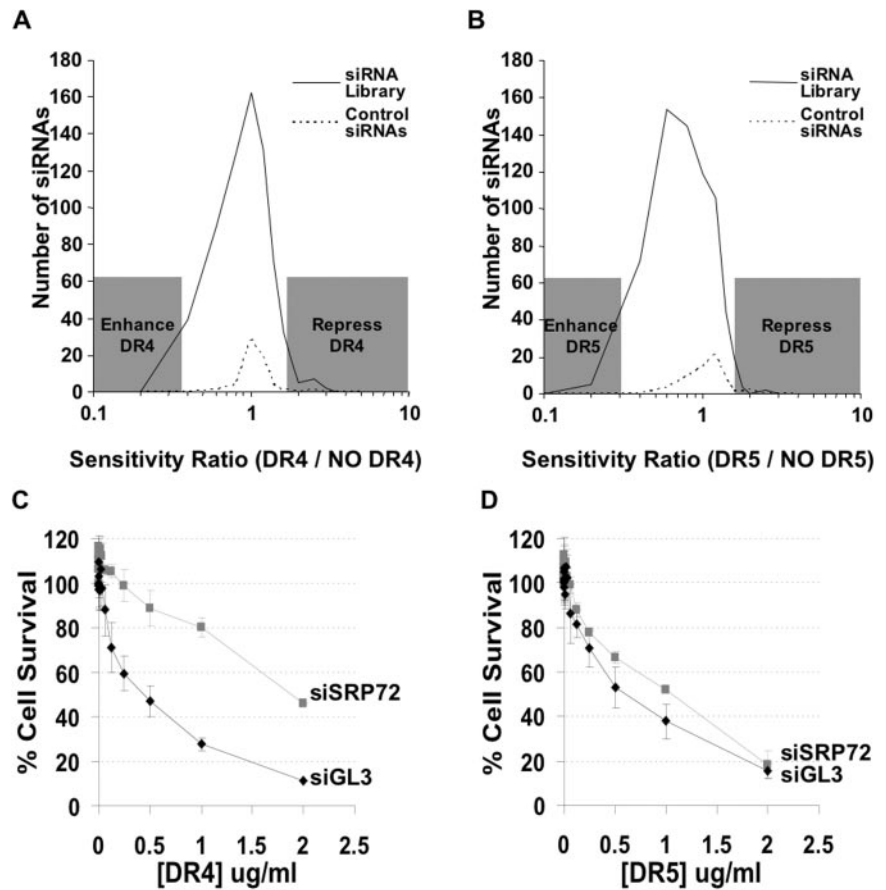 A
180
160
140
120
100
80
60
40
20
0
Number of siRNAs
siRNA
Library
Control
siRNAs
Enhance
DR4
Repress
DR4
0.1
1
10
Sensitivity Ratio (DR4 / NO DR4)
B
180
160
140
120
100
80
60
40
20
0
Number of siRNAs
siRNA
Library
Control
siRNAs
Enhance
DR5
Repress
DR5
0.1
1
10
Sensitivity Ratio (DR5 / NO DR5)
C
120
100
80
60
40
20
0
% Cell Survival
siSRP72
siGL3
0
0.5
1
1.5
2
2.5
[DR4] ug/ml
D
120
100
80
60
40
20
0
% Cell Survival
siSRP72
siGL3
0
0.5
1
1.5
2
2.5
[DR5] ug/ml